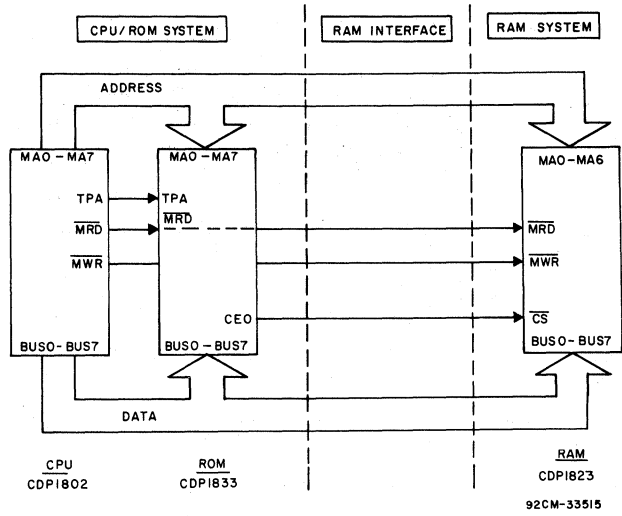 CPU/ROM SYSTEM
RAM INTERFACE
RAM SYSTEM
ADDRESS
MA0-MA7
MA0-MA7
MA0-MA6
TPA
TPA
MRD
MRD
MRD
MWR
MWR
CEO
CS
BUS0-BUS7
BUS0-BUS7
BUS0-BUS7
DATA
CPU
CDP1802
ROM
CDP1833
RAM
CDP1823
92CM-33515